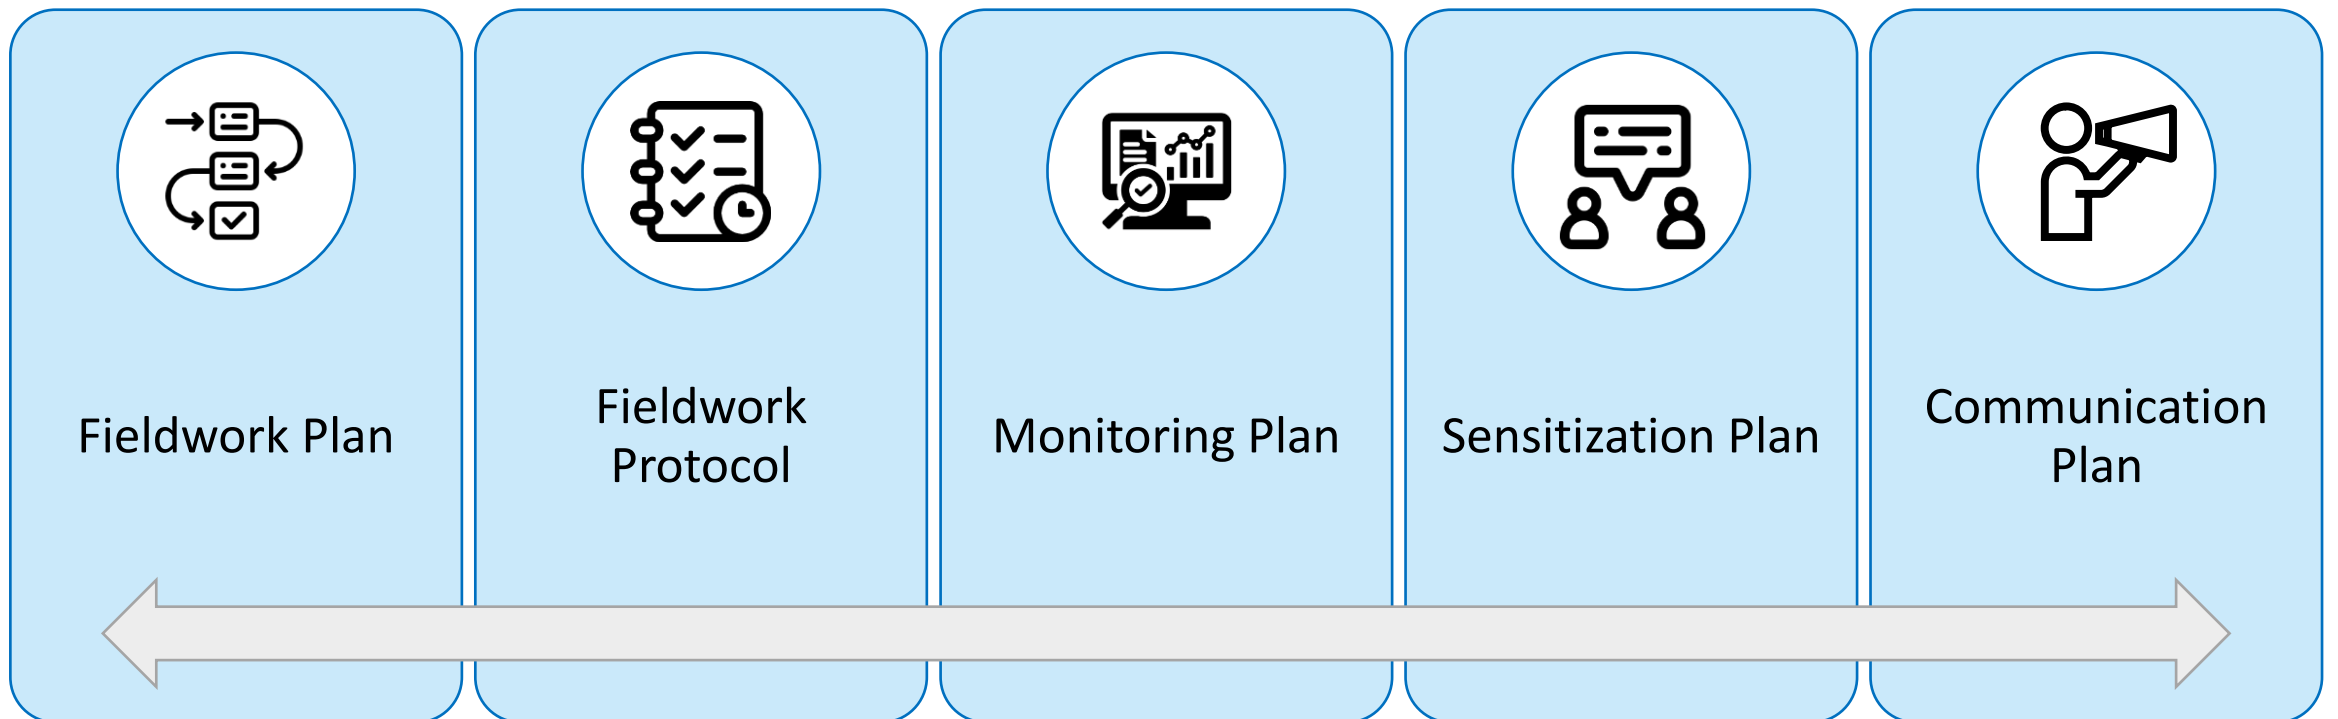 Fieldwork Plan
Fieldwork
Protocol
Monitoring Plan
Sensitization Plan
Communication
Plan